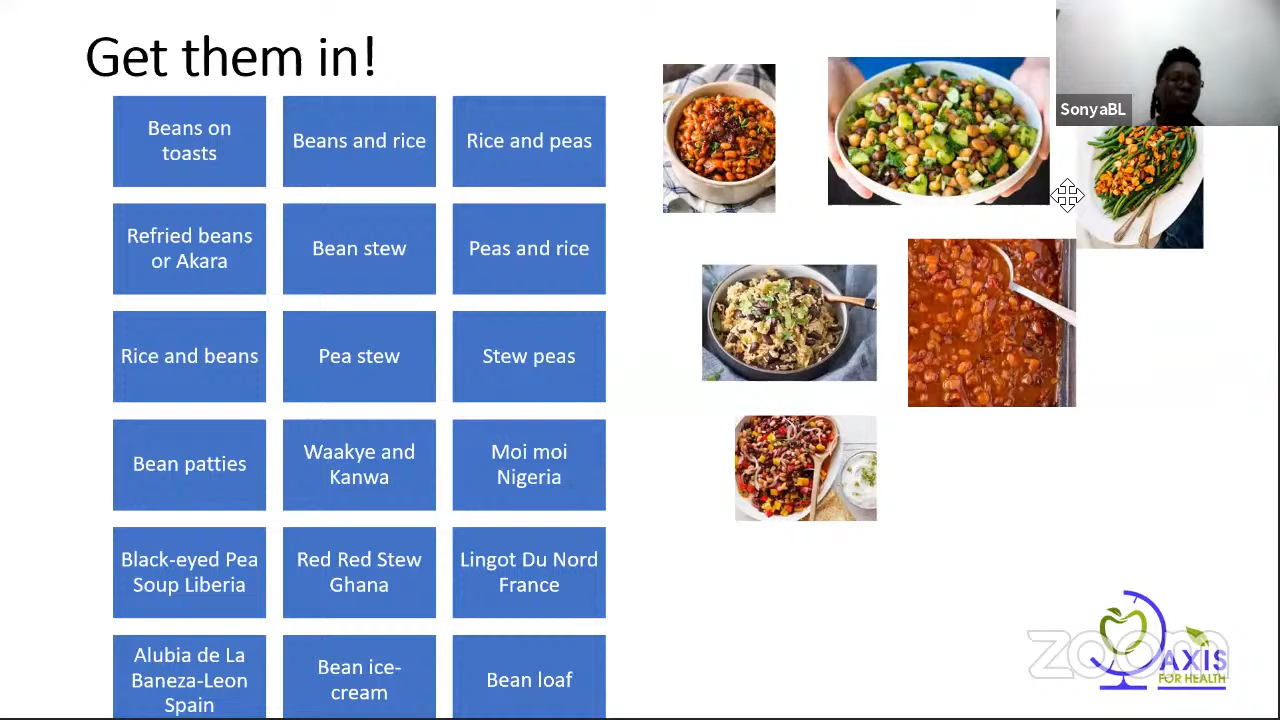 Get them in!
SonyaBL
Beans on
toasts
Beans and rice
Rice and peas
Refried beans
or Akara
Bean stew
Peas and rice
Rice and beans
Pea stew
Stew peas
Bean patties
Waakye and
Kanwa
Moi moi
Nigeria
Black-eyed Pea
Soup Liberia
Red Red Stew
Ghana
Lingot Du Nord
France
Alubia de La
Baneza-Leon
Spain
Bean ice-
cream
Bean loaf
zoom
AXIS
FOR HEALTH